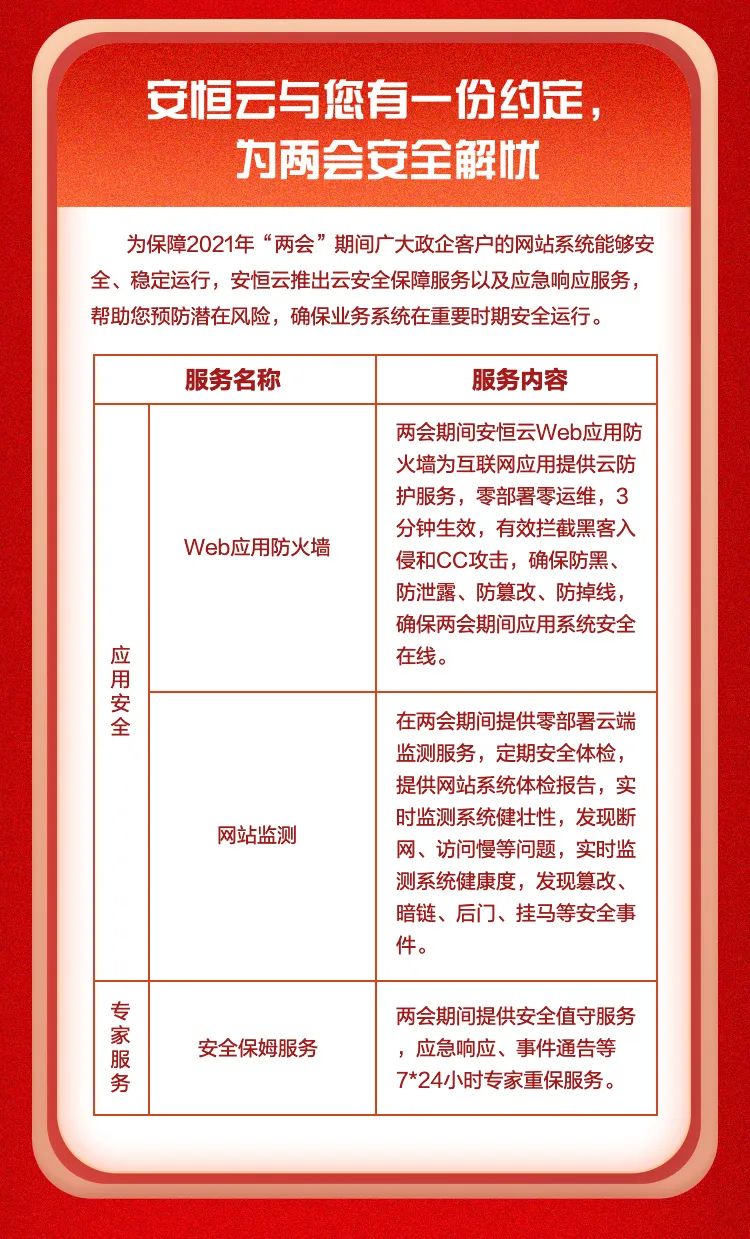 安恒云与您有一份约定，
为两会安全解忧
为保障2021年“两会”期间广大政企客户的网站系统能够安
全、稳定运行，安恒云推出云安全保障服务以及应急响应服务，
帮助您预防潜在风险，确保业务系统在重要时期安全运行。
服务名称
服务内容
应用安全
Web应用防火墙
两会期间安恒云Web应用防
火墙为互联网应用提供云防
护服务，零部署零运维，3
分钟生效，有效拦截黑客入
侵和CC攻击，确保防黑、
防泄露、防篡改、防掉线，
确保两会期间应用系统安全
在线。
网站监测
在两会期间提供零部署云端
监测服务，定期安全体检，
提供网站系统体检报告，实
时监测系统健壮性，发现断
网、访问慢等问题，实时监
测系统健康度，发现篡改、
暗链、后门、挂马等安全事
件。
专家服务
安全保姆服务
两会期间提供安全值守服务
，应急响应、事件通告等
7*24小时专家重保服务。